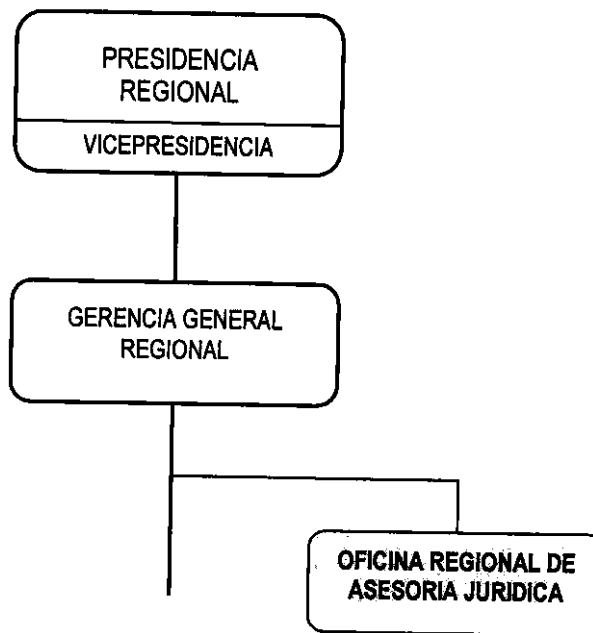 PRESIDENCIA
REGIONAL
VICEPRESIDENCIA
GERENCIA GENERAL
REGIONAL
OFICINA REGIONAL DE
ASESORIA JURIDICA